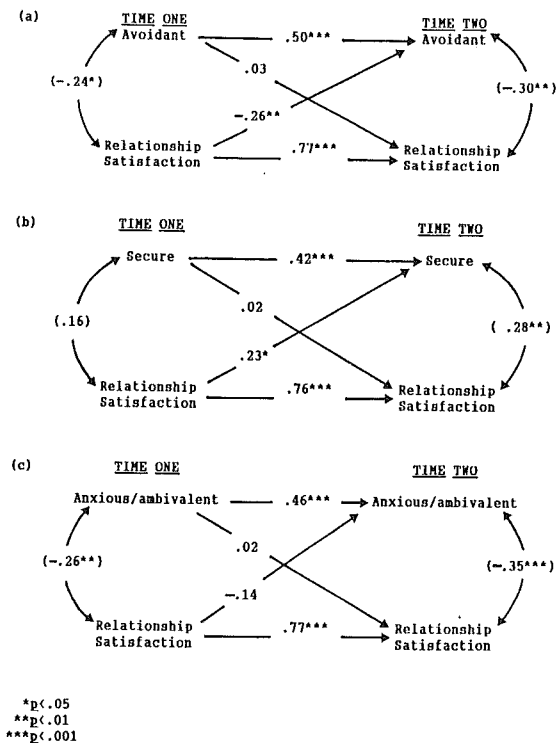 (a)
TIME ONE TIME TWO
Avoidant .50*** Avoidant
.03
(-.24*) (-.30**)
-.26**
Relationship .77*** Relationship
Satisfaction Satisfaction
(b) TIME ONE TIME TWO
Secure .42*** Secure
(.16) .02 ( .28**)
.23*
Relationship .76*** Relationship
Satisfaction Satisfaction
(c)
TIME ONE TIME TWO
Anxious/ambivalent .46*** Anxious/ambivalent
.02
(-.26**) (-.35***)
-.14
Relationship .77*** Relationship
Satisfaction Satisfaction
*p<.05
**p<.01
***p<.001